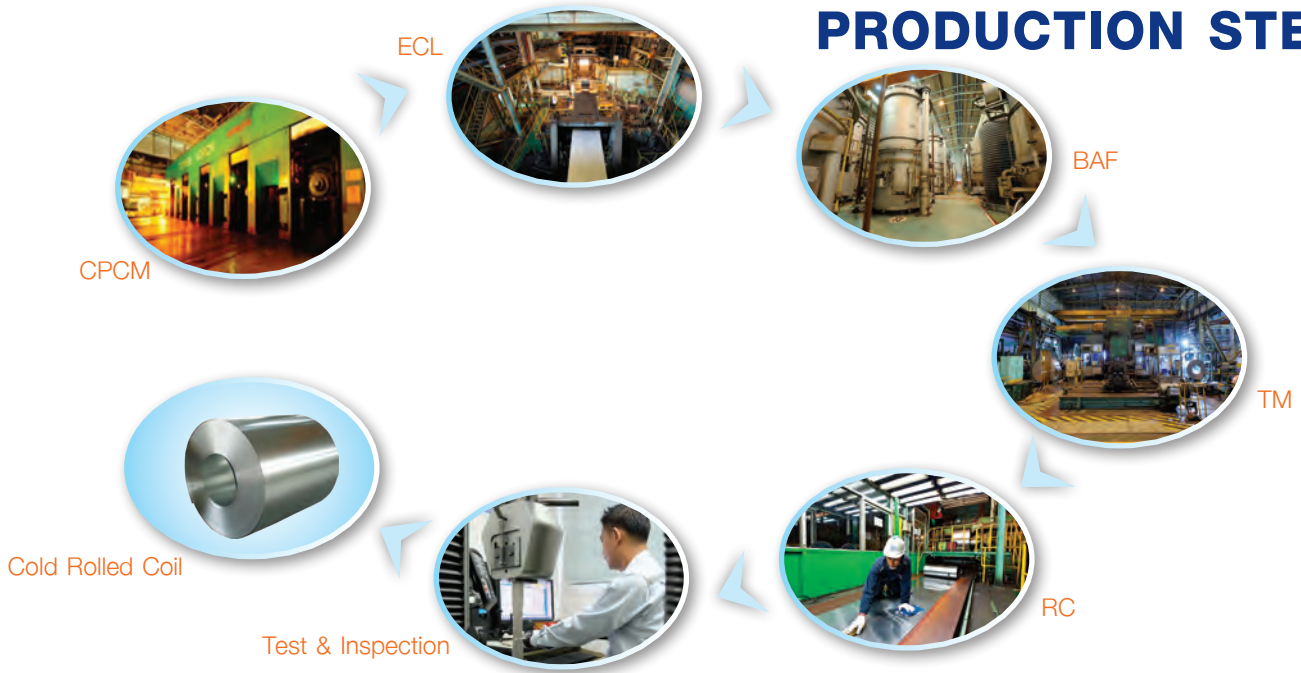 PRODUCTION STE
ECL
BAF
CPCM
TM
Cold Rolled Coil
RC
Test & Inspection